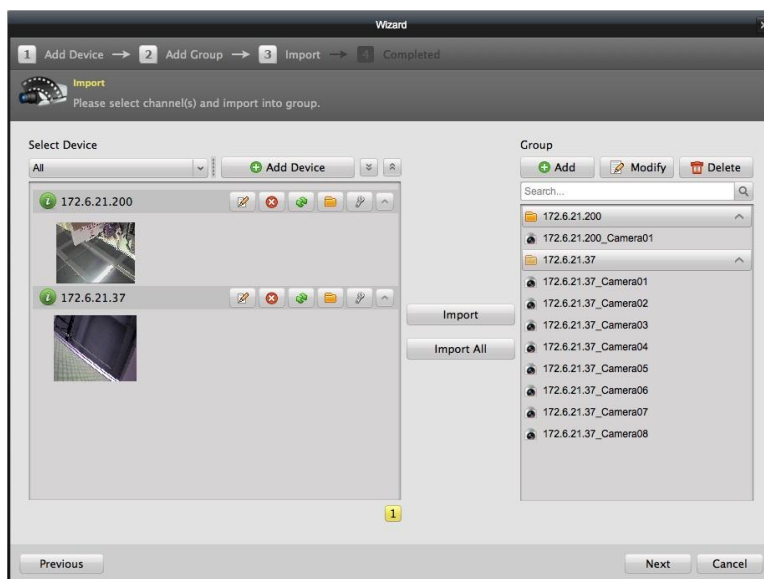 Wizard
1 Add Device → 2 Add Group → 3 Import → 4 Completed
Import
Please select channel(s) and import into group.
Select Device
All
Add Device
172.6.21.200
172.6.21.37
1
Import
Import All
Group
Add Modify Delete
Search...
172.6.21.200
172.6.21.200_Camera01
172.6.21.37
172.6.21.37_Camera01
172.6.21.37_Camera02
172.6.21.37_Camera03
172.6.21.37_Camera04
172.6.21.37_Camera05
172.6.21.37_Camera06
172.6.21.37_Camera07
172.6.21.37_Camera08
Previous
Next
Cancel